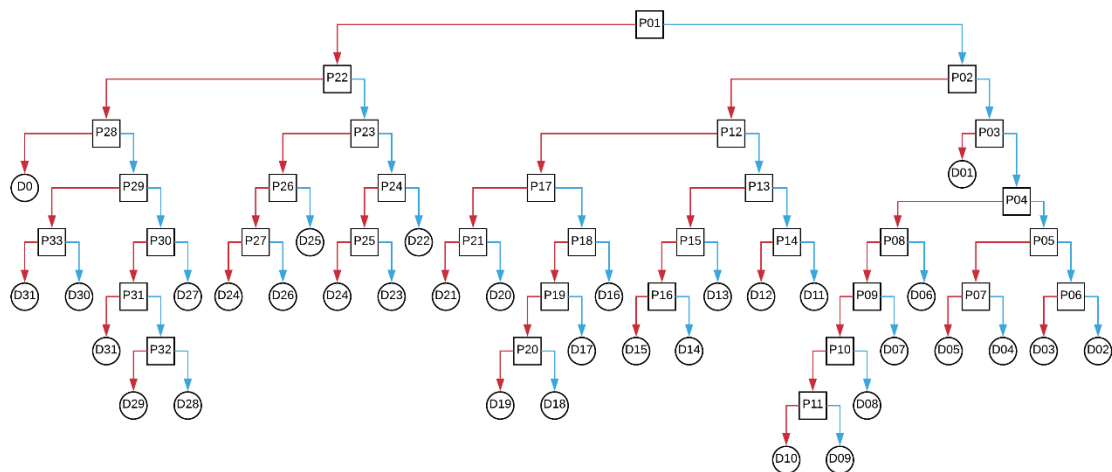 P01
P22 P02
P28 P23 P12 P03
D0 P29 P26 P24 P17 P13 D01
P04
P33 P30 P27 D25 P25 D22 P21 P18 P15 P14 P08 P05
D31 D30 P31 D27 D24 D26 D24 D23 D21 D20 P19 D16 P16 D13 D12 D11 P09 D06 P07 P06
D31 P32 P20 D17 D15 D14 P10 D07 D05 D04 D03 D02
D29 D28 D19 D18 P11 D08
D10 D09